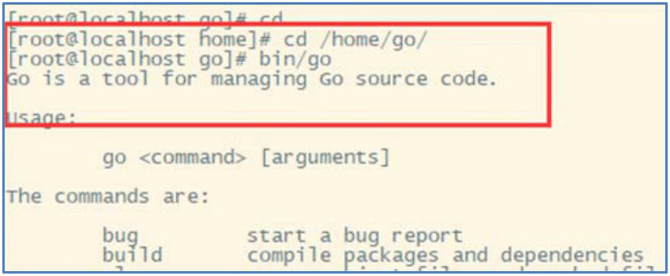 [root@localhost go]# cd
[root@localhost home]# cd /home/go/
[root@localhost go]# bin/go
Go is a tool for managing Go source code.
Usage:
go <command> [arguments]
The commands are:
bug start a bug report
build compile packages and dependencies